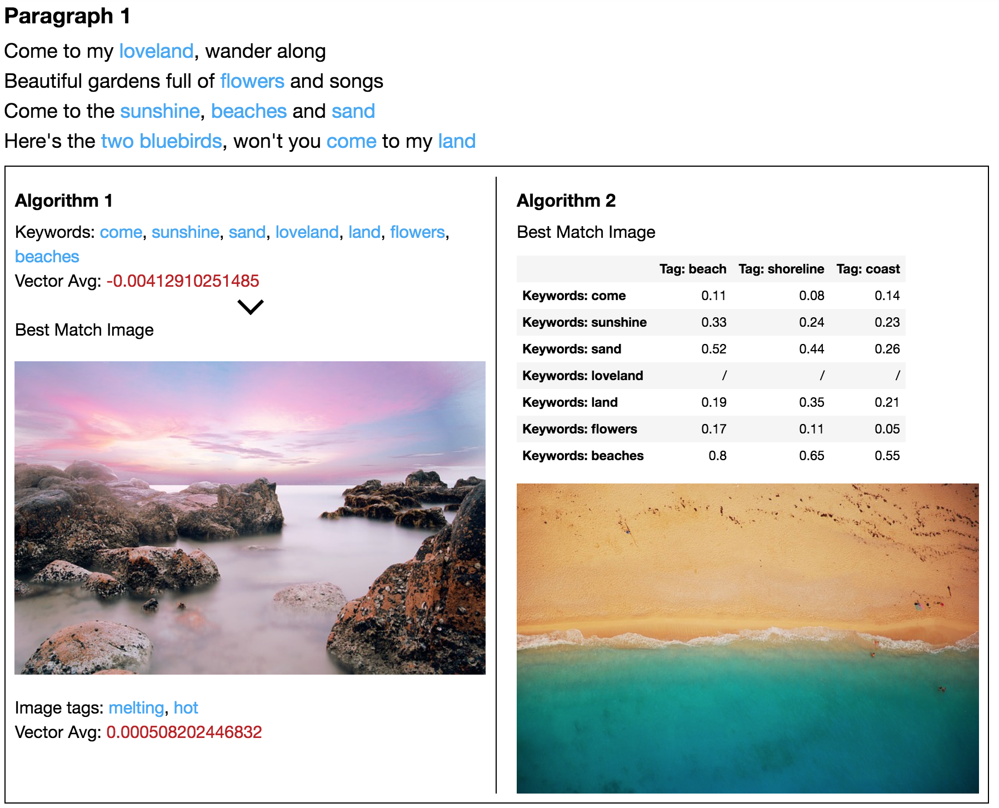 Paragraph 1
Come to my loveland, wander along
Beautiful gardens full of flowers and songs
Come to the sunshine, beaches and sand
Here's the two bluebirds, won't you come to my land
Algorithm 1
Keywords: come, sunshine, sand, loveland, land, flowers,
beaches
Vector Avg: -0.00412910251485
Best Match Image
Image tags: melting, hot
Vector Avg: 0.000508202446832
Algorithm 2
Best Match Image
Tag: beach Tag: shoreline Tag: coast
Keywords: come 0.11 0.08 0.14
Keywords: sunshine 0.33 0.24 0.23
Keywords: sand 0.52 0.44 0.26
Keywords: loveland / / /
Keywords: land 0.19 0.35 0.21
Keywords: flowers 0.17 0.11 0.05
Keywords: beaches 0.8 0.65 0.55